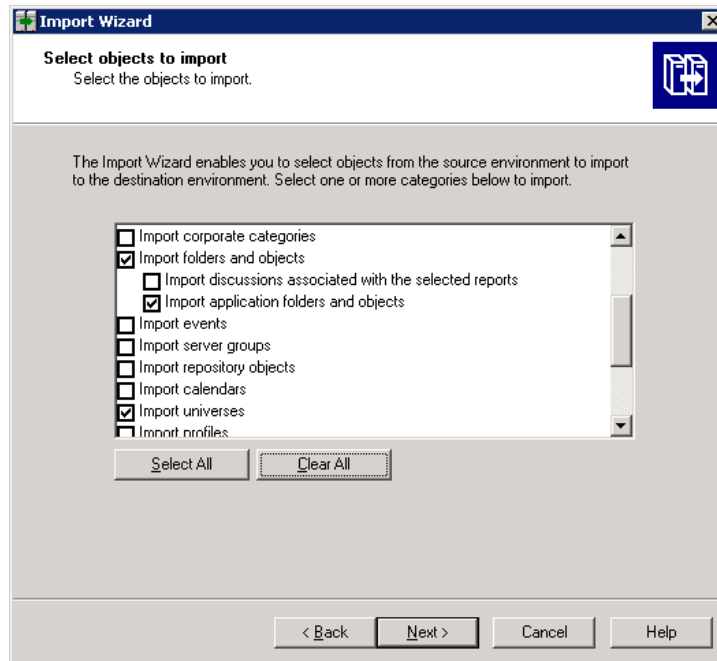 Import Wizard
Select objects to import
Select the objects to import.
The Import Wizard enables you to select objects from the source environment to import
to the destination environment. Select one or more categories below to import.
Import corporate categories
Import folders and objects
Import discussions associated with the selected reports
Import application folders and objects
Import events
Import server groups
Import repository objects
Import calendars
Import universes
Import profiles
Select All
Clear All
< Back
Next >
Cancel
Help